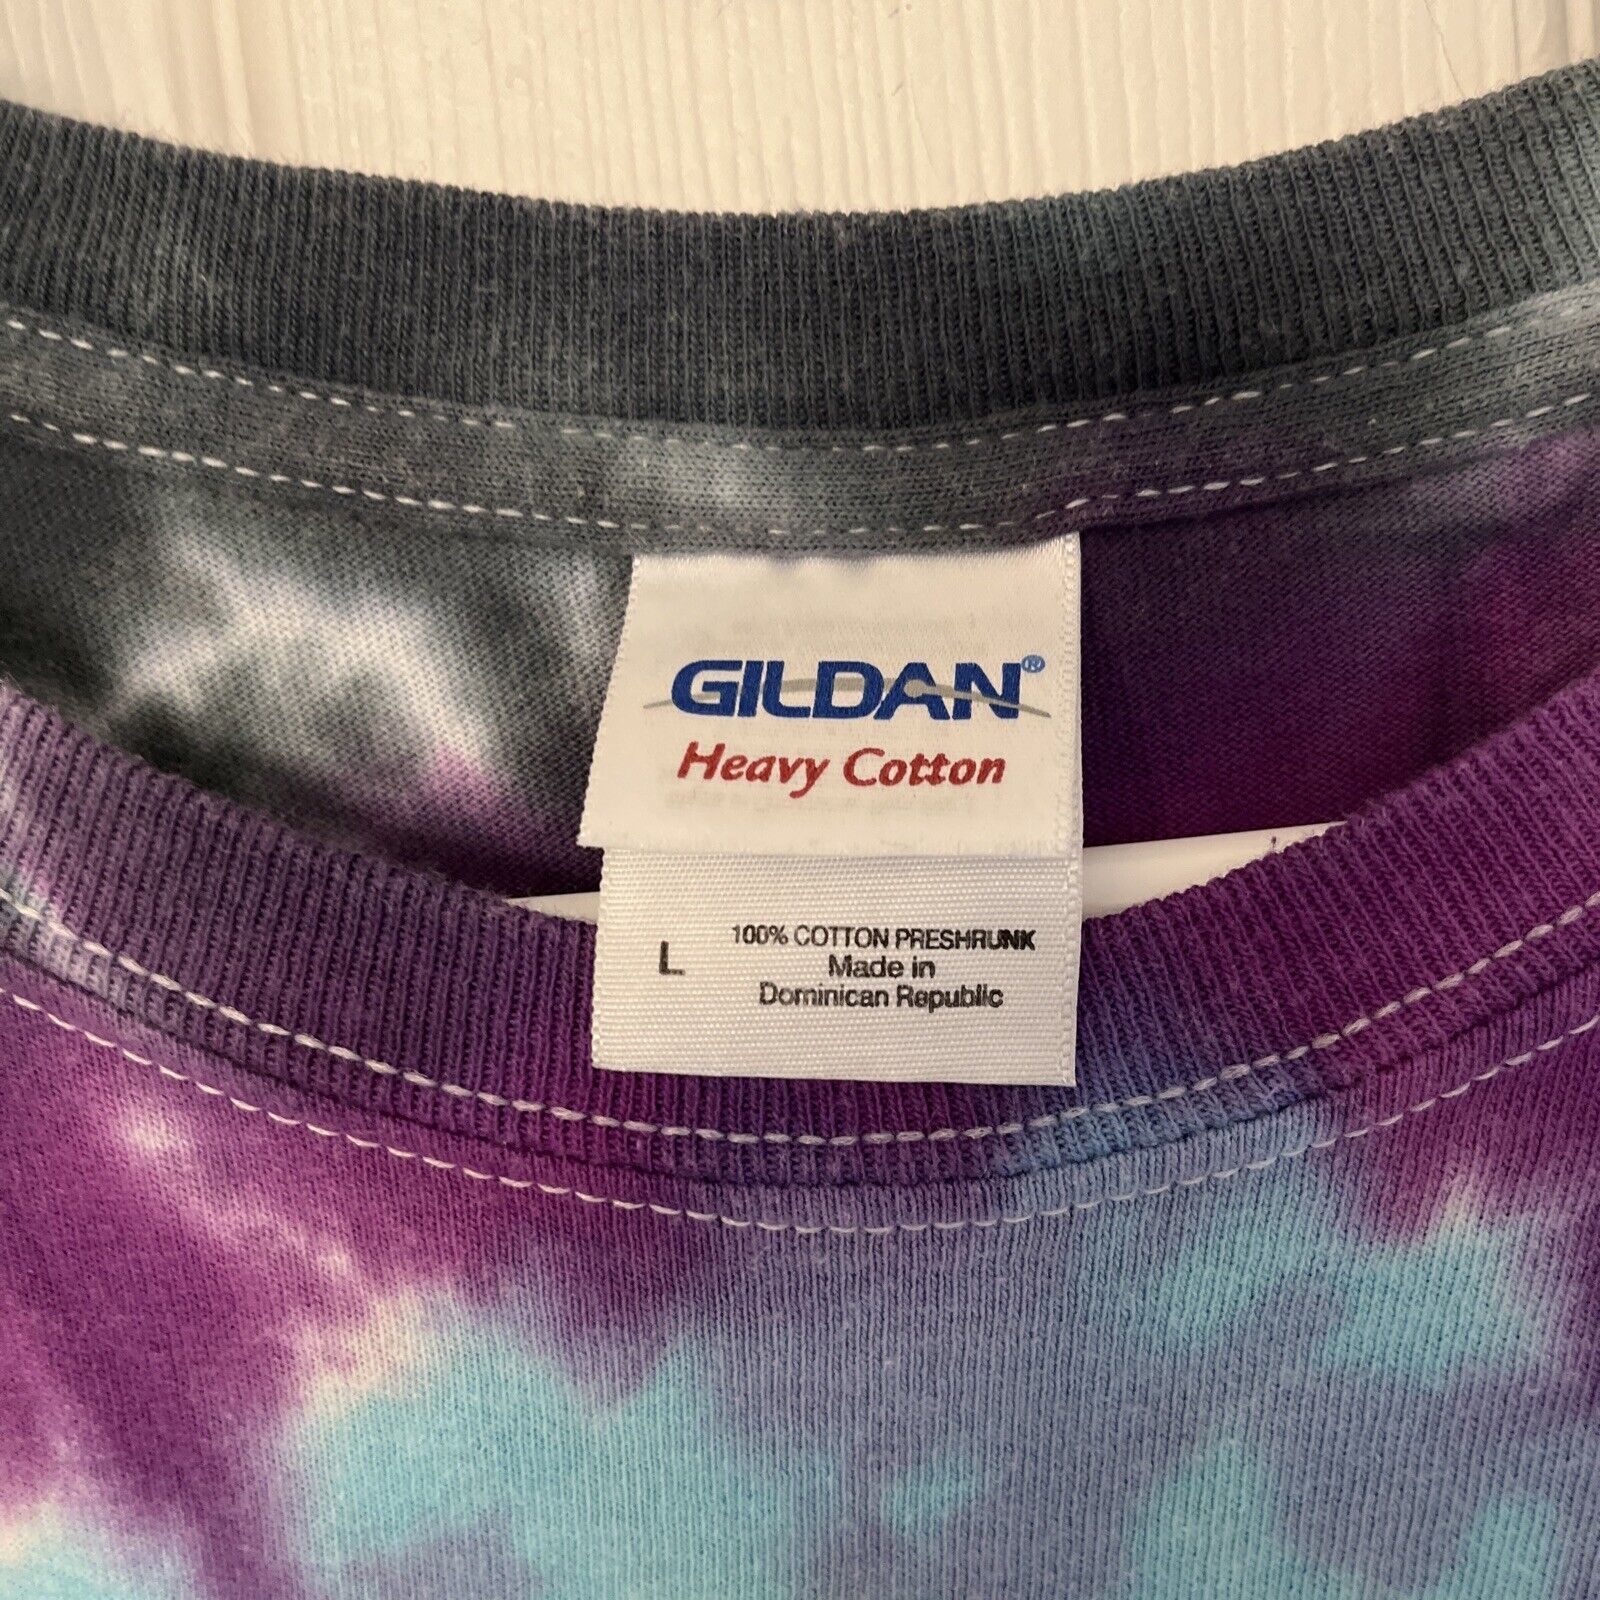 GILDAN®
Heavy Cotton
L
100% COTTON PRESHRUNK
Made in
Dominican Republic